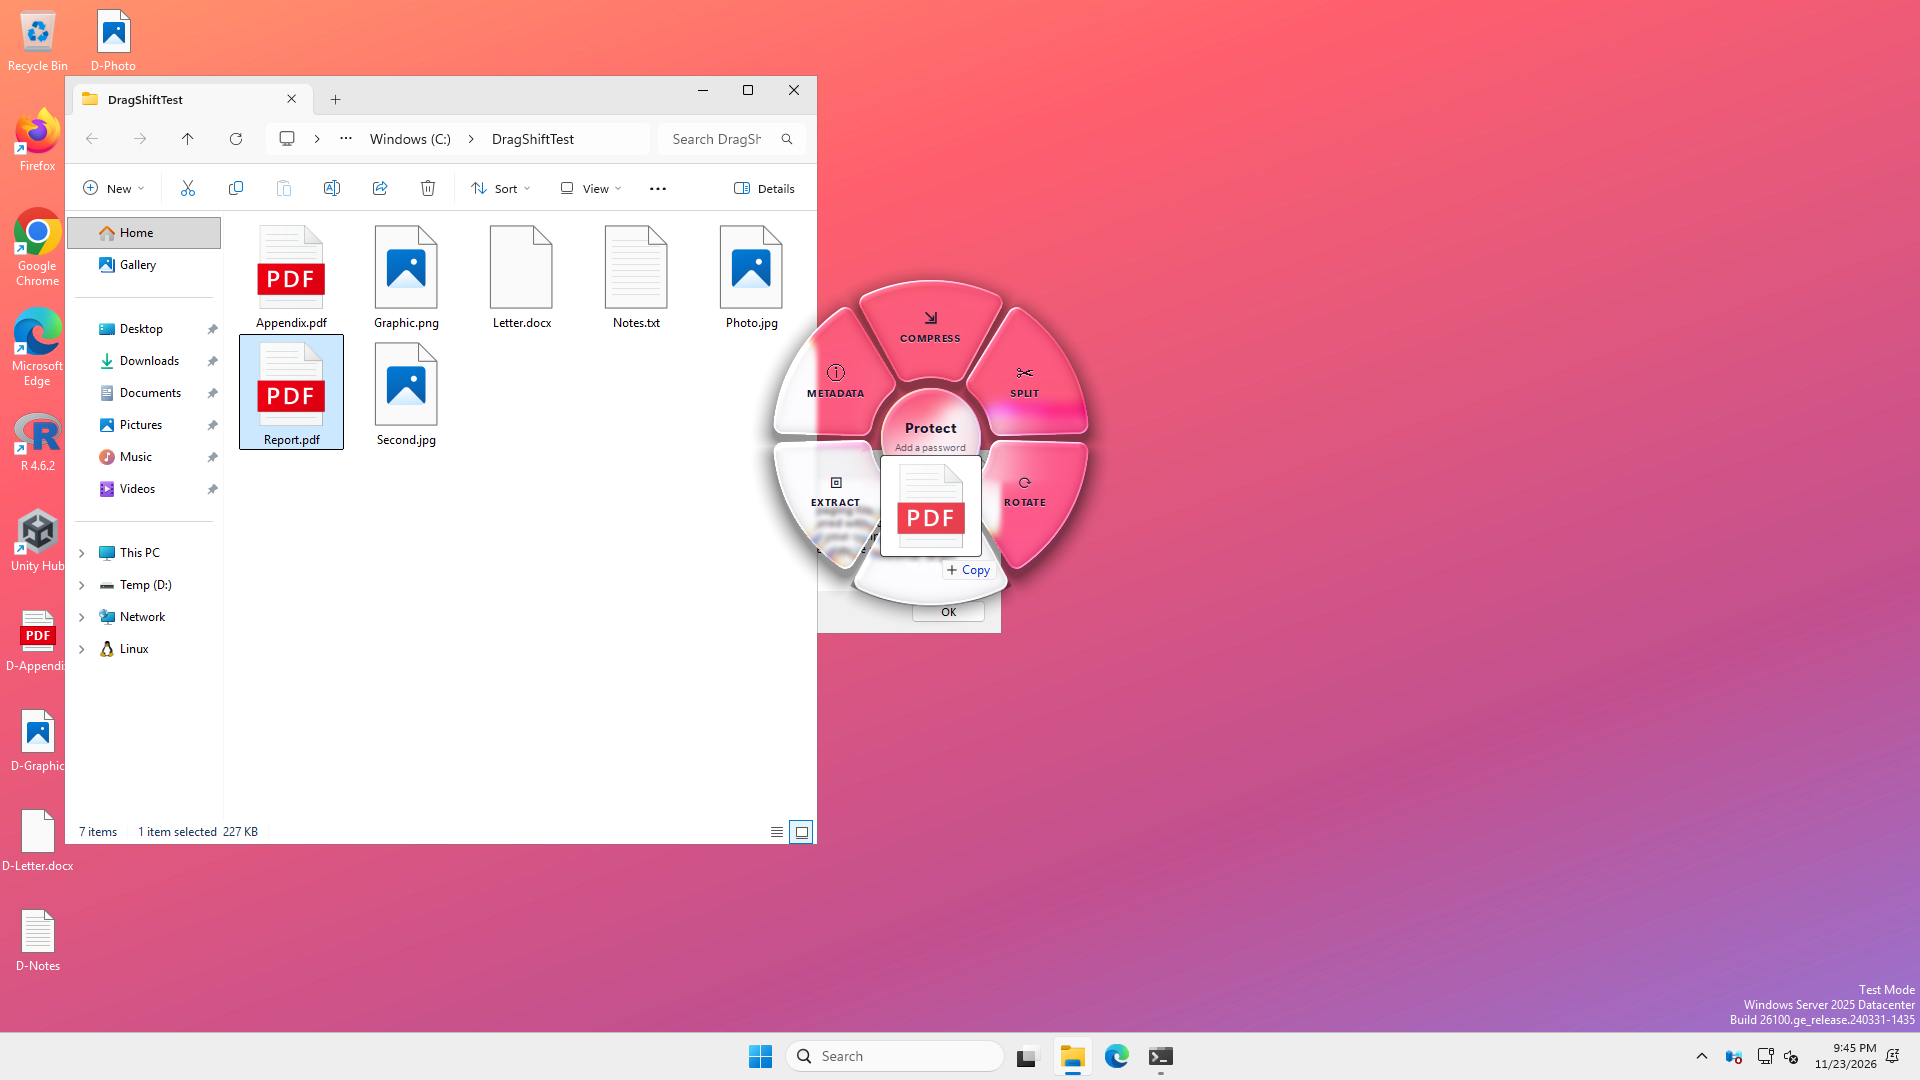 Recycle Bin
D-Photo
Firefox
Google
Chrome
Microsoft
Edge
R 4.6.2
Unity Hub
PDF
D-Appendi
D-Graphic
D-Letter.docx
D-Notes
DragShiftTest
Windows (C:)
DragShiftTest
Search DragSh
New
Sort
View
Details
Home
Gallery
Desktop
Downloads
Documents
Pictures
Music
Videos
This PC
Temp (D:)
Network
Linux
PDF
Appendix.pdf
Graphic.png
Letter.docx
Notes.txt
Photo.jpg
PDF
Report.pdf
Second.jpg
7 items
1 item selected 227 KB
COMPRESS
METADATA
SPLIT
Protect
Add a password
EXTRACT
ROTATE
PDF
+ Copy
OK
Test Mode
Windows Server 2025 Datacenter
Build 26100.ge_release.240331-1435
Search
9:45 PM
11/23/2026